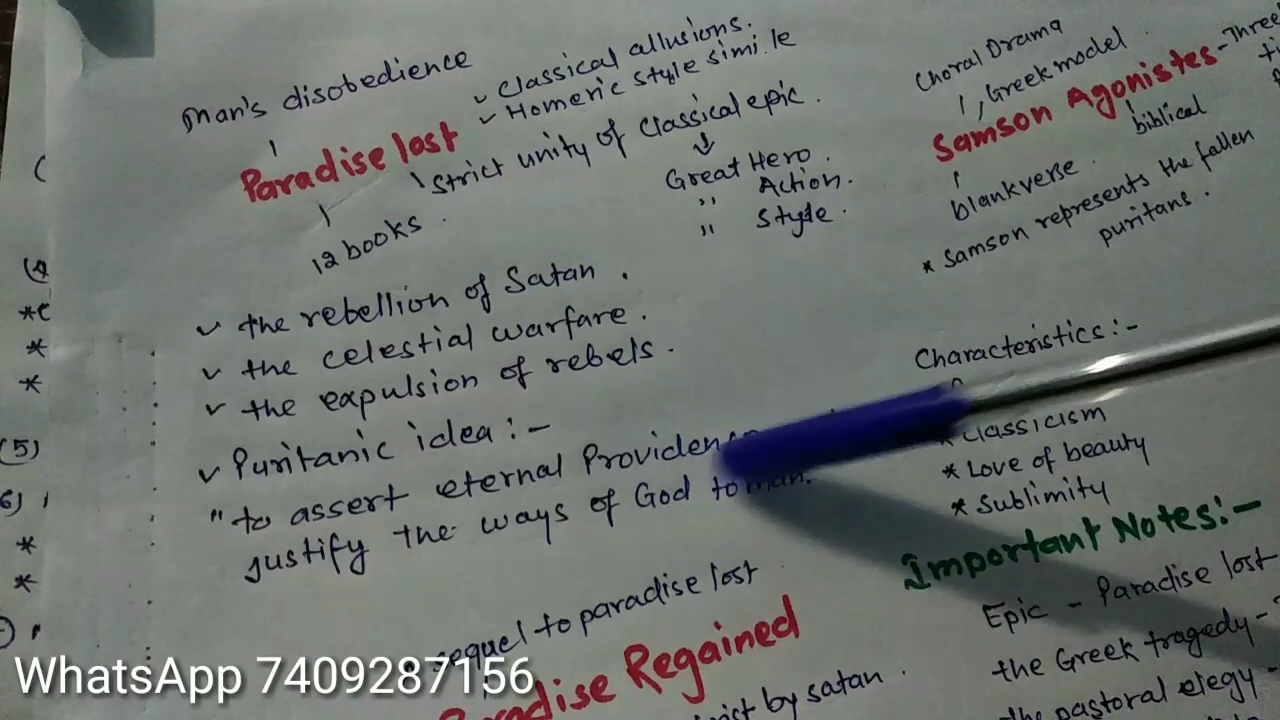 Man's disobedience
✓ Classical allusions.
✓ Homeric style simi le
Paradise lost
Strict unity of classical epic.
Great Hero.
" Action.
" Style.
12 books.
✓ the rebellion of Satan.
✓ the celestial warfare.
✓ the expulsion of rebels.
✓ Puritanic idea :-
"to assert eternal Providence
justify the ways of God to man.
sequel to paradise lost
Paradise Regained
by satan.
Choral Drama
Greek model
Samson Agonistes - Three
biblical
blankverse.
* Samson represents the fallen
puritans.
Characteristics :-
* Classicism
* Love of beauty
* Sublimity
Important Notes:-
Epic - Paradise lost
the Greek tragedy -
the pastoral elegy -
(5)
6)
WhatsApp 7409287156